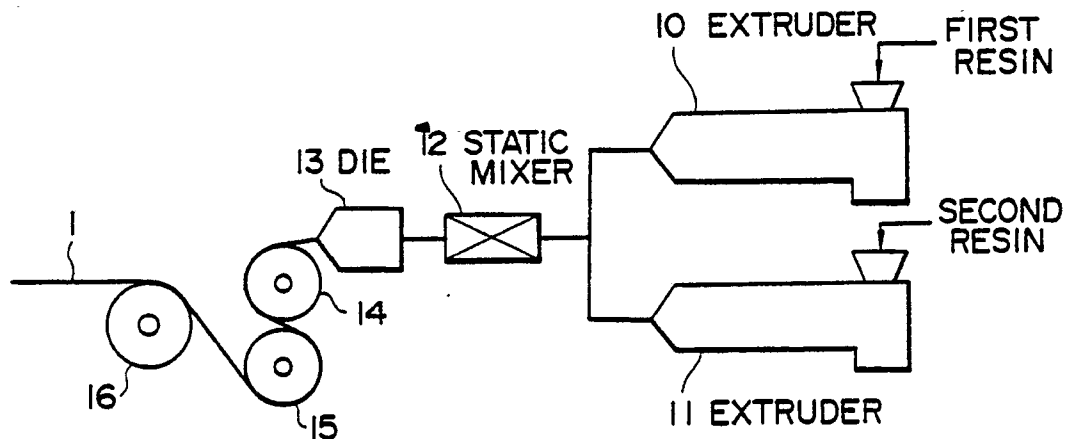 10 EXTRUDER
FIRST
RESIN
12 STATIC
MIXER
13 DIE
SECOND
RESIN
1
14
16
15
11 EXTRUDER